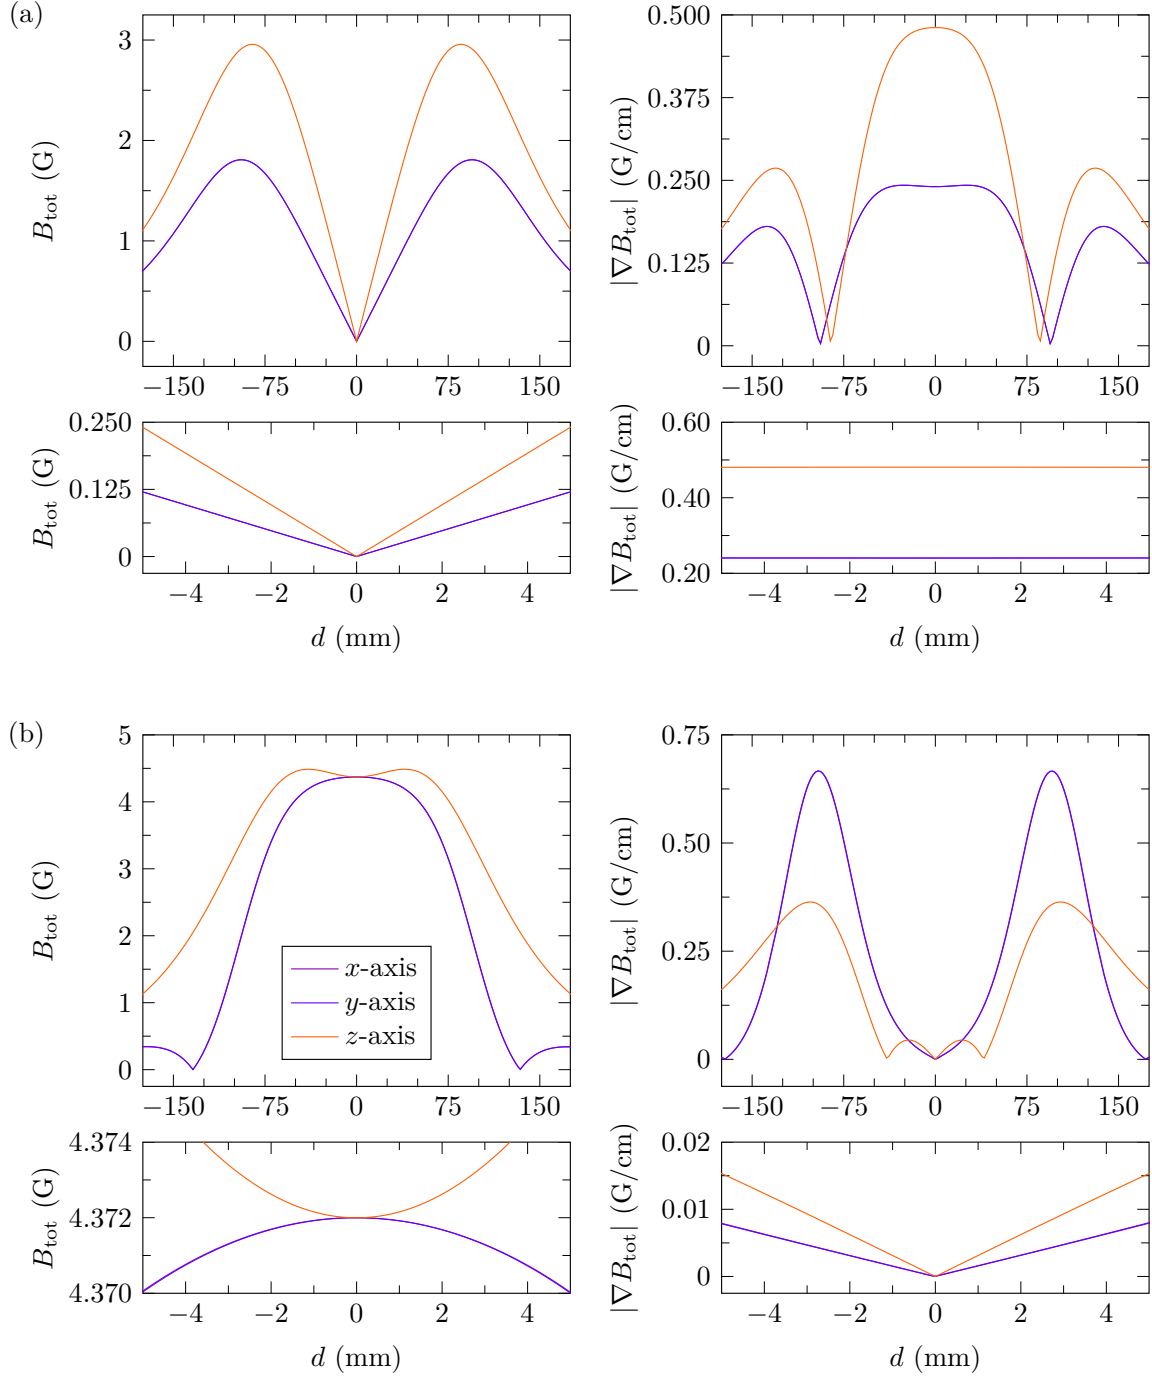 (a)
B_tot (G)
3
2
1
0
−150 −75 0 75 150
|∇B_tot| (G/cm)
0.500
0.375
0.250
0.125
0
−150 −75 0 75 150
B_tot (G)
0.250
0.125
0
−4 −2 0 2 4
d (mm)
|∇B_tot| (G/cm)
0.60
0.40
0.20
−4 −2 0 2 4
d (mm)
(b)
B_tot (G)
5
4
3
2
1
0
−150 −75 0 75 150
x-axis
y-axis
z-axis
|∇B_tot| (G/cm)
0.75
0.50
0.25
0
−150 −75 0 75 150
B_tot (G)
4.374
4.372
4.370
−4 −2 0 2 4
d (mm)
|∇B_tot| (G/cm)
0.02
0.01
0
−4 −2 0 2 4
d (mm)